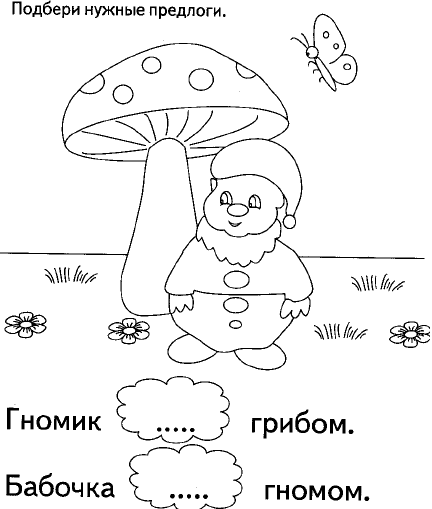 Подбери нужные предлоги.
Гномик ..... грибом.
Бабочка ..... гномом.